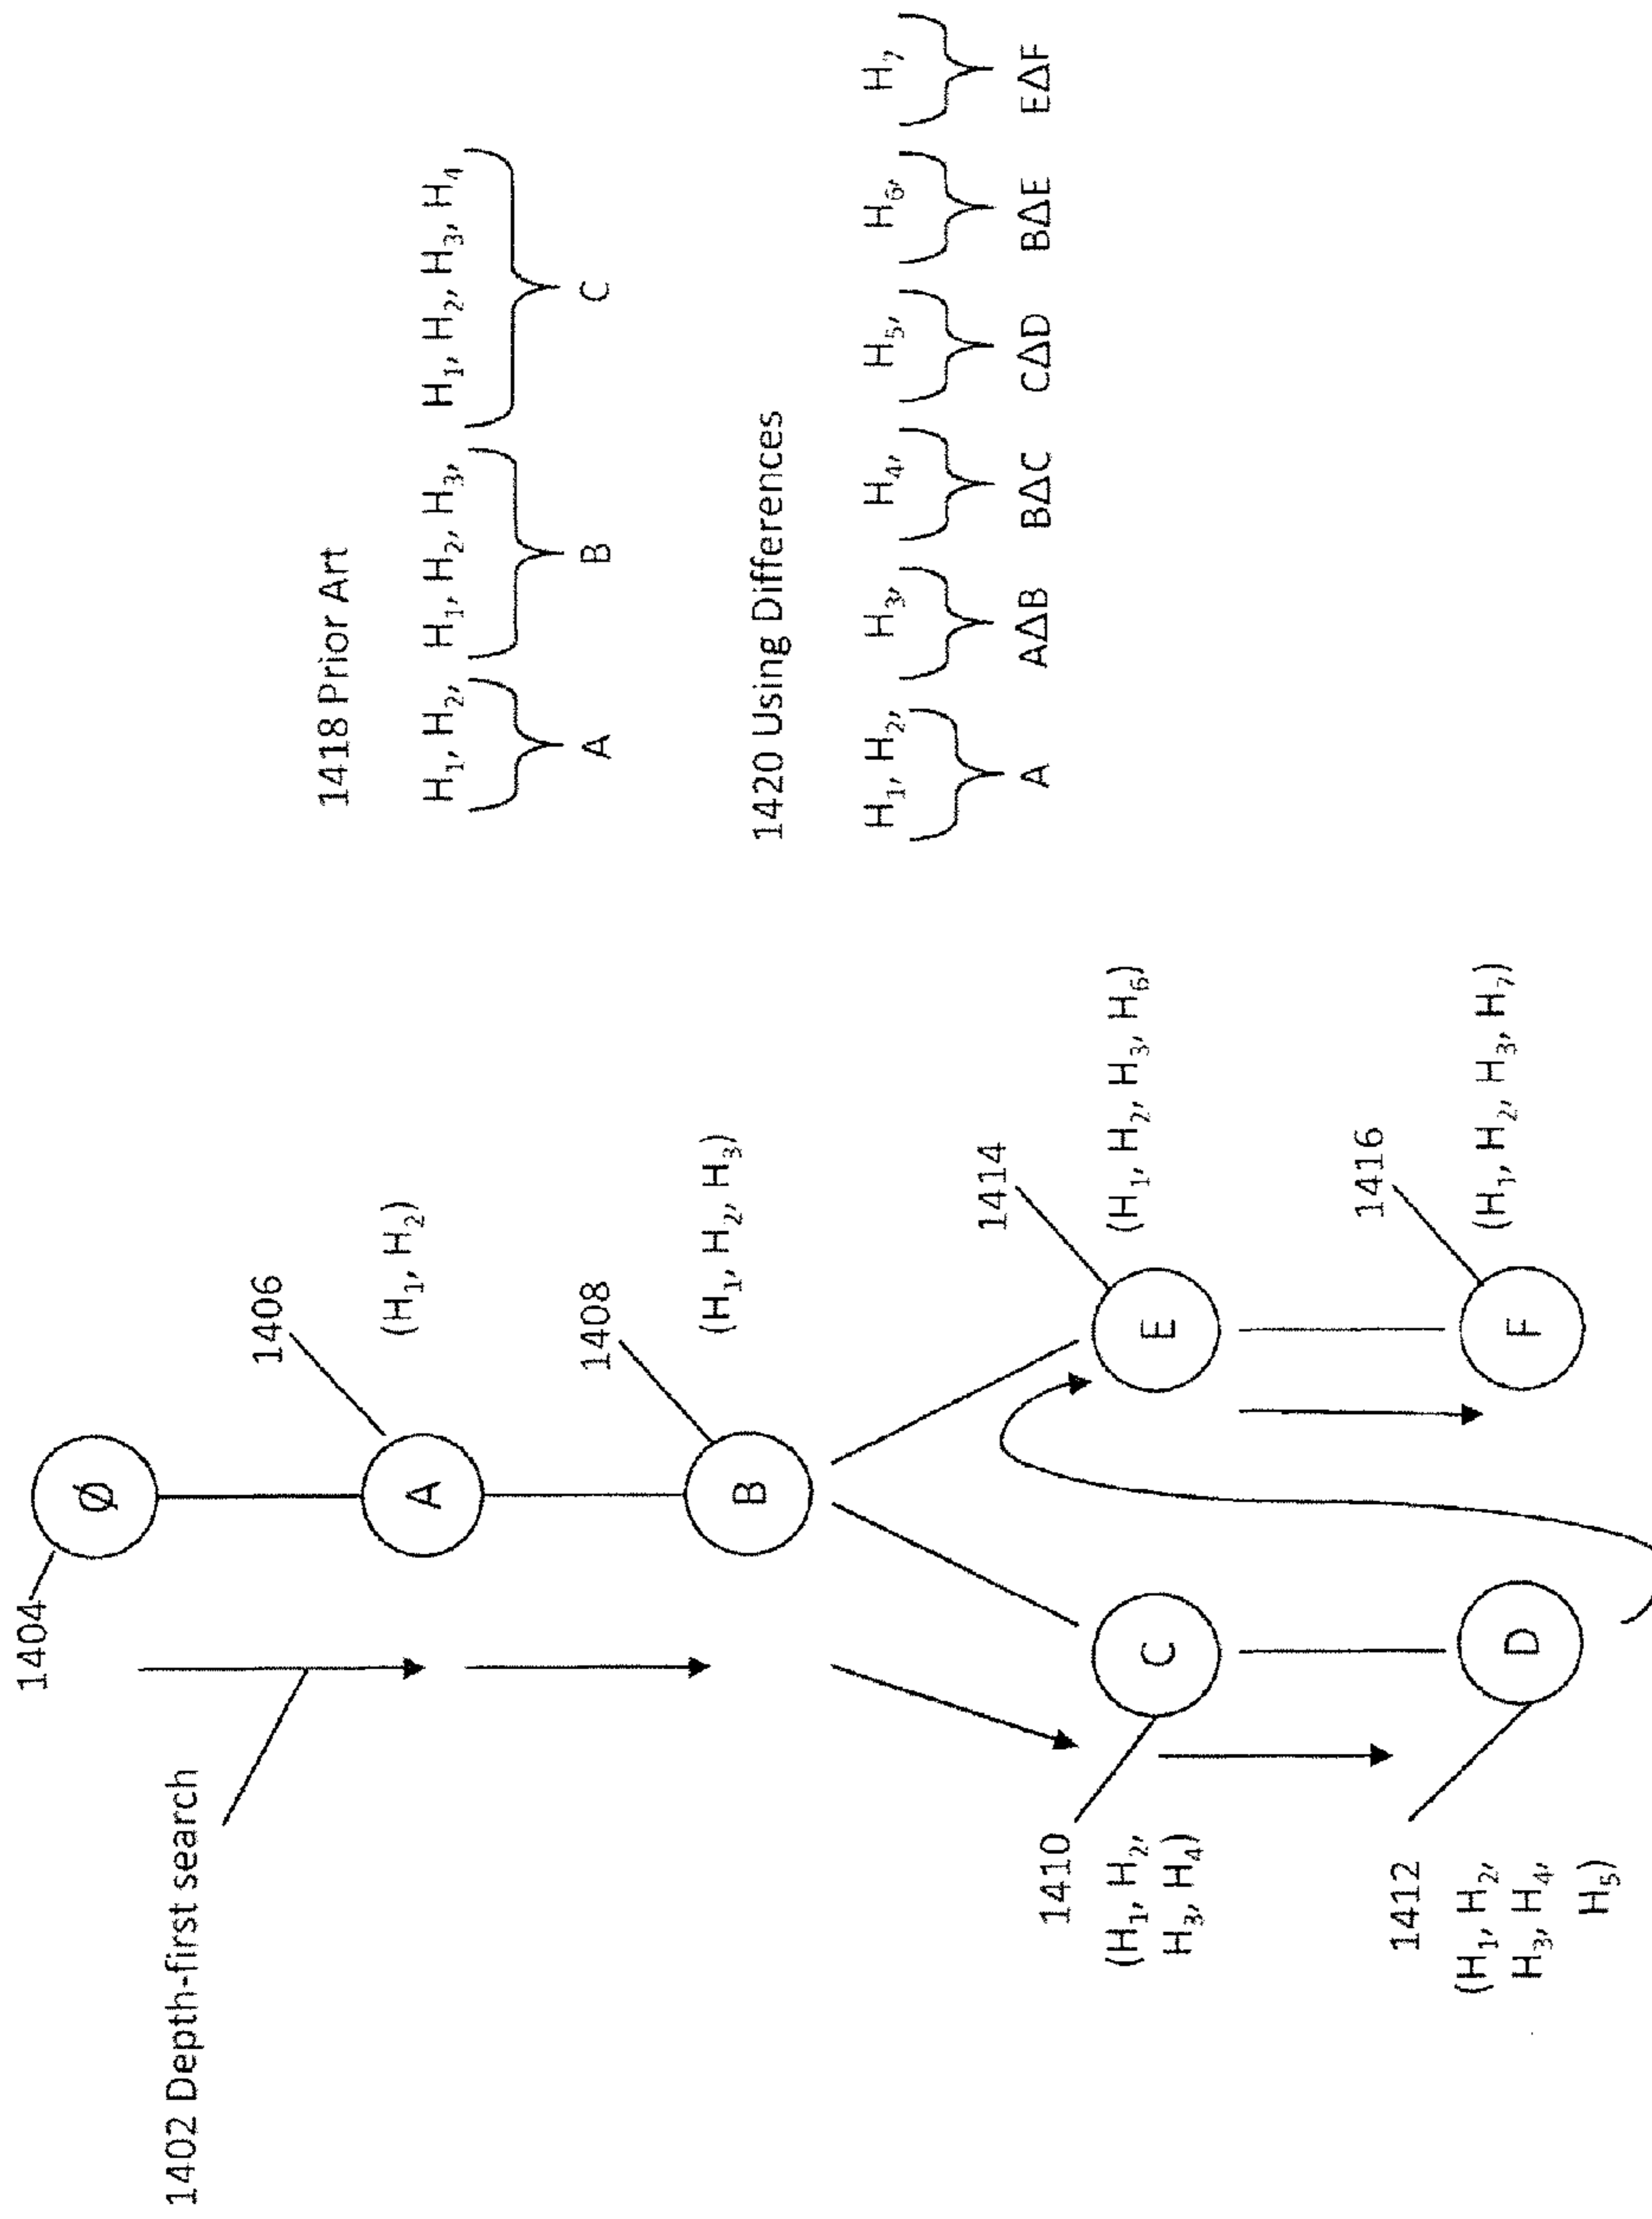 1402 Depth-first search
1404
Ø
1406
A
(H₁, H₂)
1408
B
(H₁, H₂, H₃)
1410
(H₁, H₂,
H₃, H₄)
C
1414
E
(H₁, H₂, H₃, H₆)
1412
(H₁, H₂,
H₃, H₄,
H₅)
D
1416
F
(H₁, H₂, H₃, H₇)
1418 Prior Art
H₁, H₂, H₁, H₂, H₃, H₁, H₂, H₃, H₄
A B C
1420 Using Differences
H₁, H₂, H₃, H₄, H₅, H₆, H₇
A AΔB BΔC CΔD BΔE EΔF